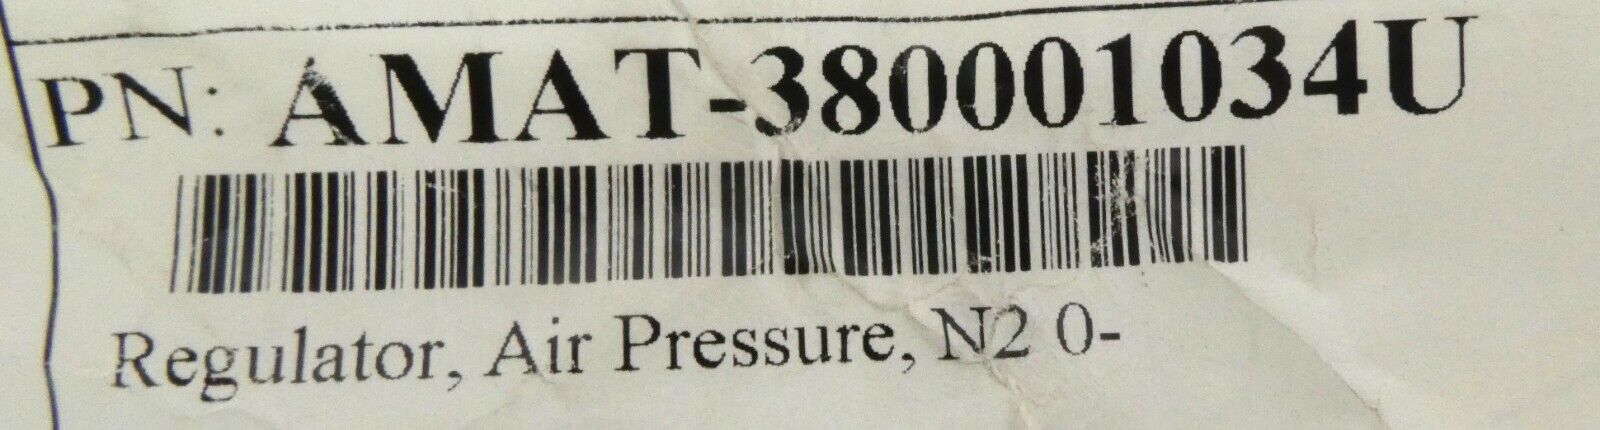 PN: AMAT-380001034U
Regulator, Air Pressure, N2 0-